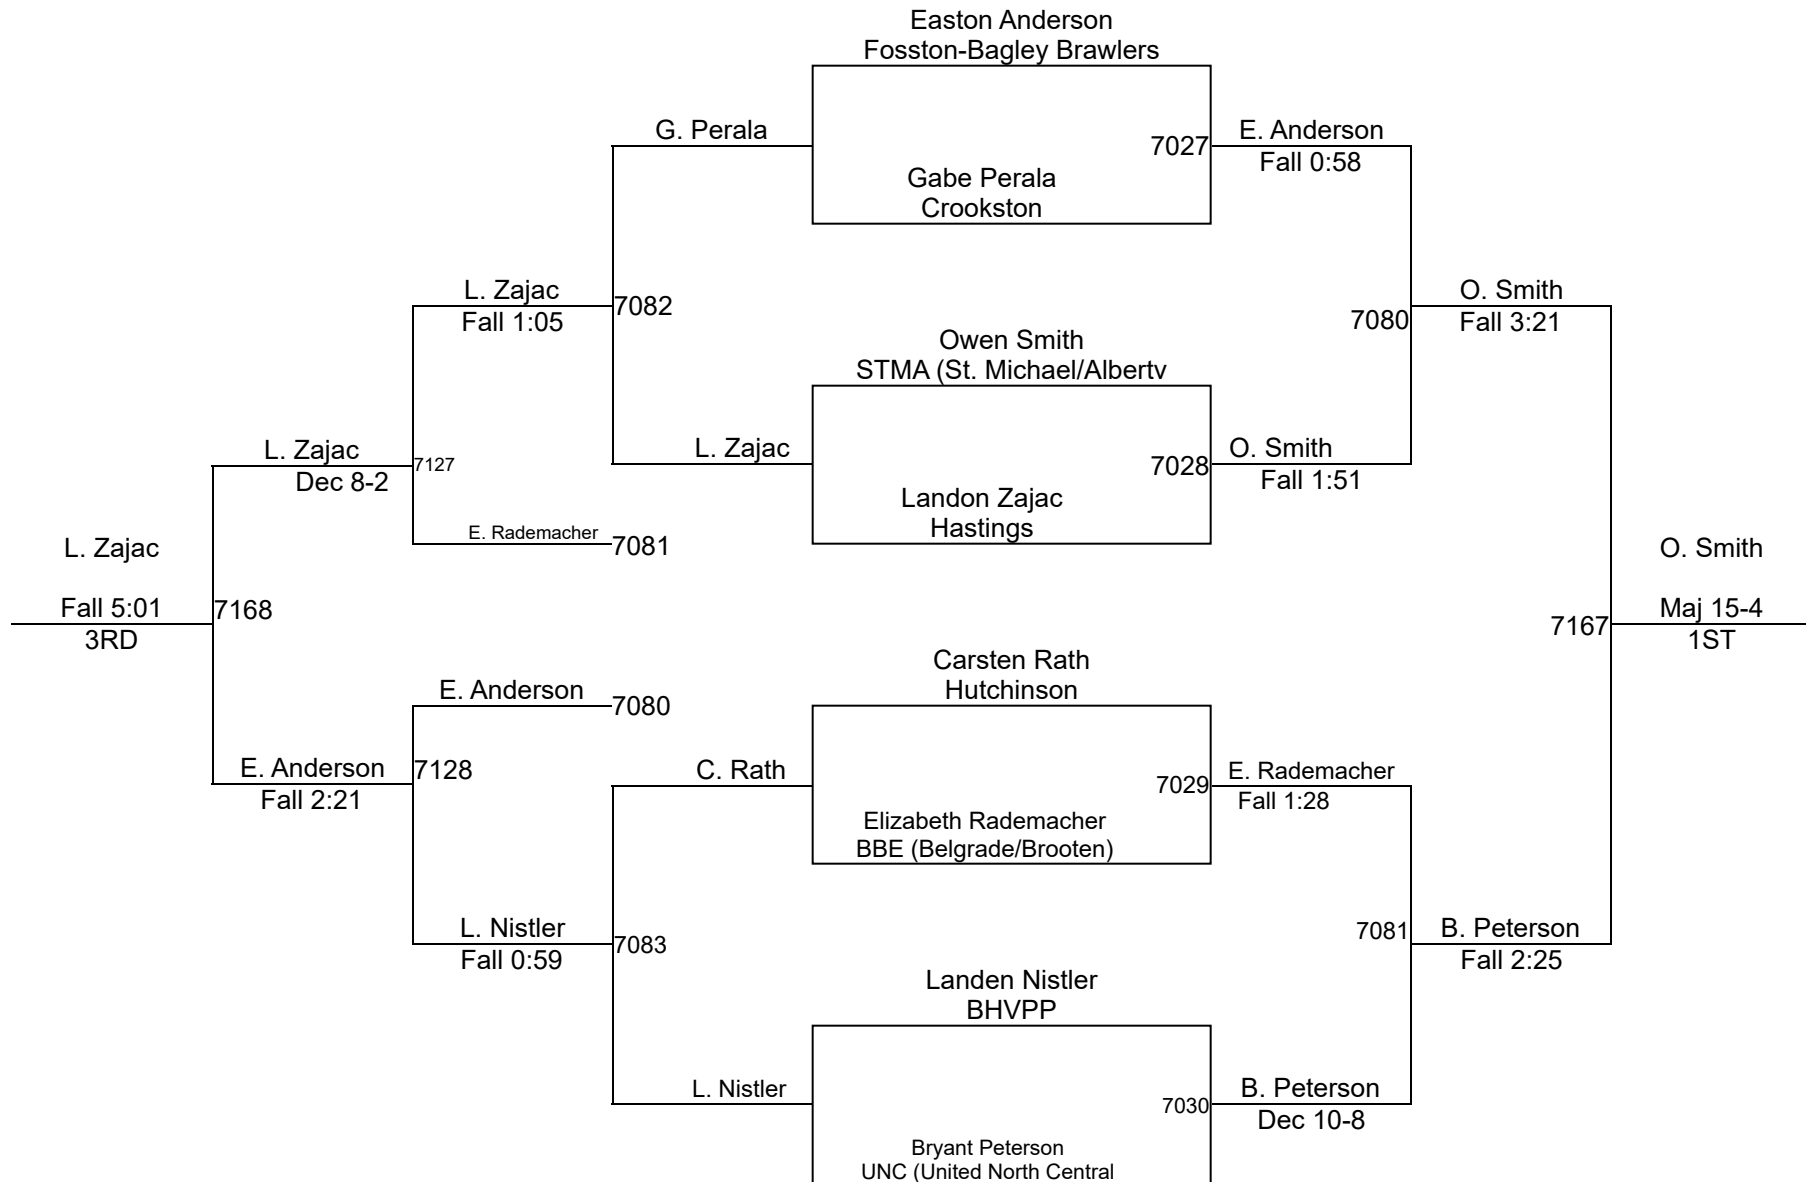 Easton Anderson
Fosston-Bagley Brawlers
G. Perala
7027
E. Anderson
Fall 0:58
Gabe Perala
Crookston
L. Zajac
Fall 1:05
7082
7080
O. Smith
Fall 3:21
Owen Smith
STMA (St. Michael/Albertv
L. Zajac
Dec 8-2
7127
L. Zajac
7028
O. Smith
Fall 1:51
Landon Zajac
Hastings
E. Rademacher
7081
L. Zajac
Fall 5:01
3RD
7168
O. Smith
7167
Maj 15-4
1ST
Carsten Rath
Hutchinson
E. Anderson
7080
E. Anderson
Fall 2:21
7128
C. Rath
7029
E. Rademacher
Fall 1:28
Elizabeth Rademacher
BBE (Belgrade/Brooten)
L. Nistler
Fall 0:59
7083
7081
B. Peterson
Fall 2:25
Landen Nistler
BHVPP
L. Nistler
7030
B. Peterson
Dec 10-8
Bryant Peterson
UNC (United North Central